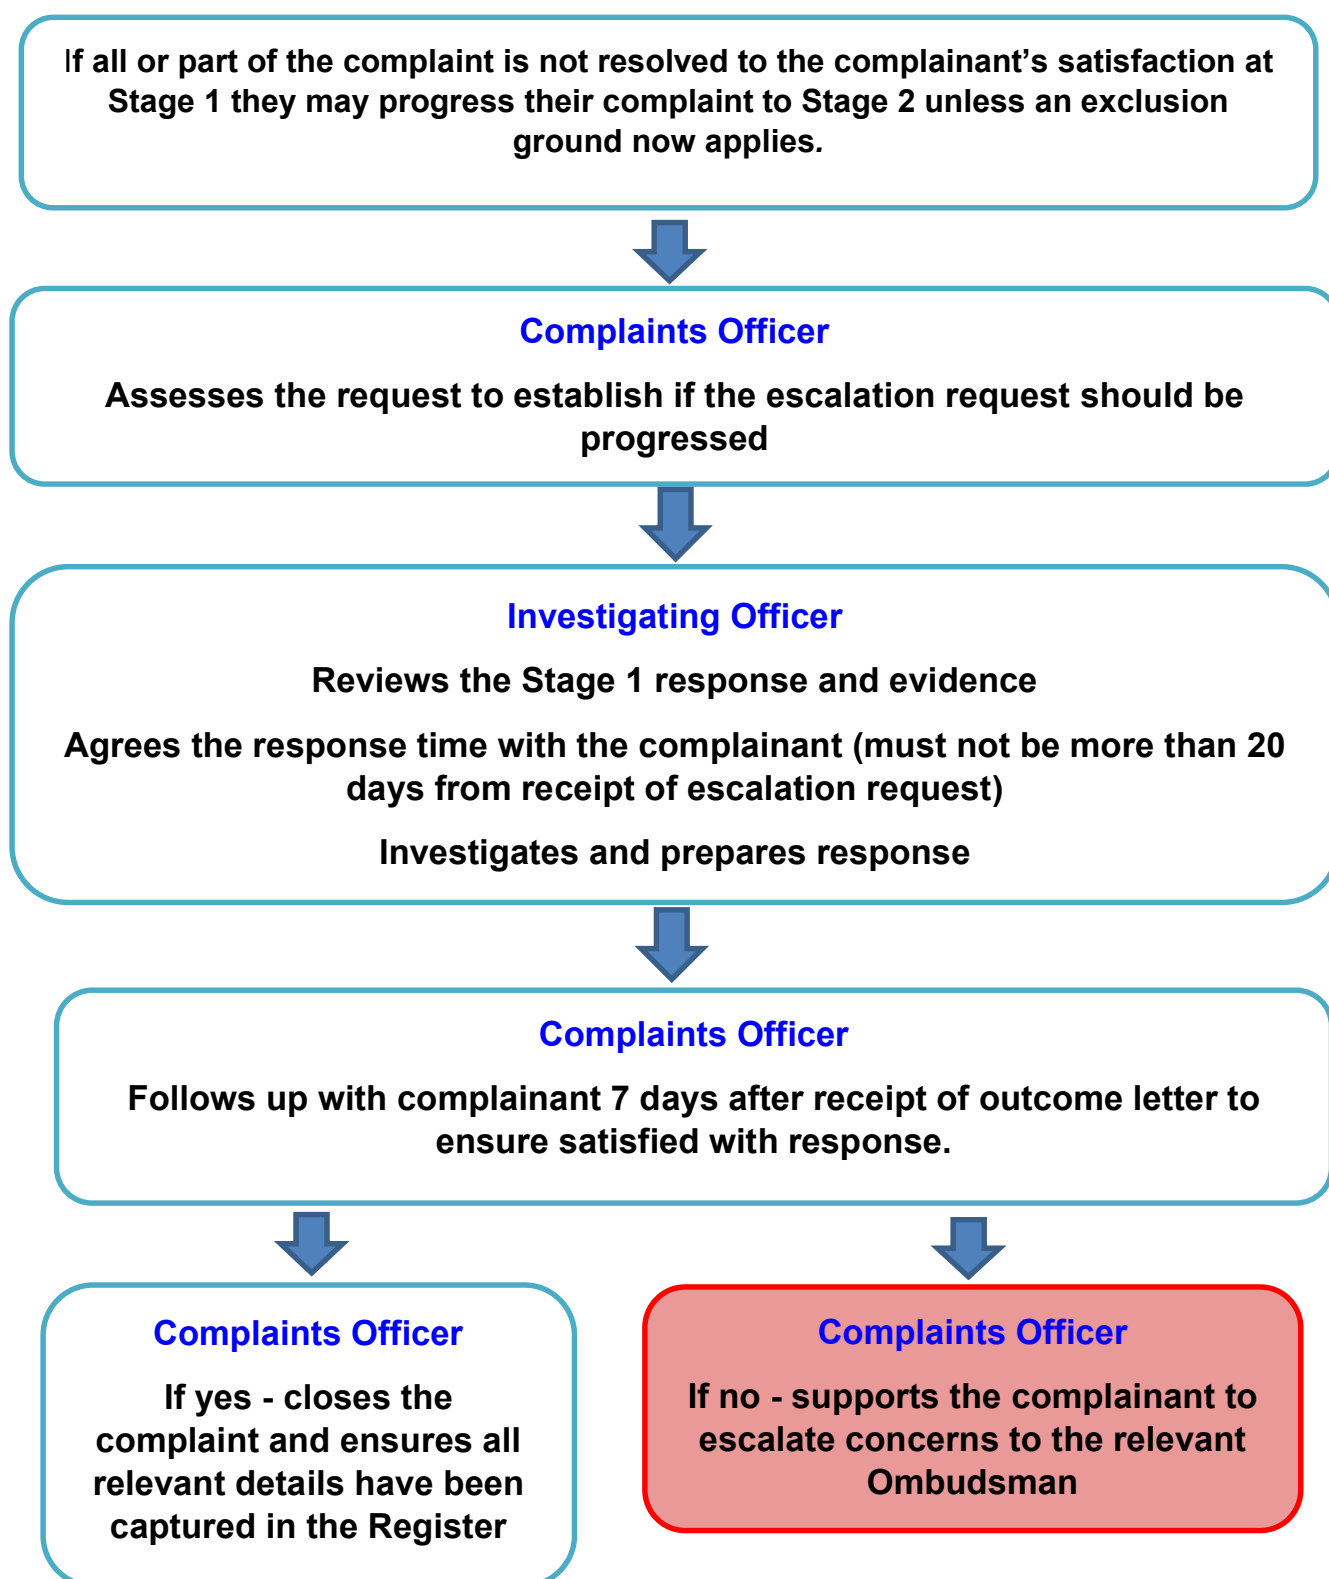 If all or part of the complaint is not resolved to the complainant’s satisfaction at
Stage 1 they may progress their complaint to Stage 2 unless an exclusion
ground now applies.
Complaints Officer
Assesses the request to establish if the escalation request should be
progressed
Investigating Officer
Reviews the Stage 1 response and evidence
Agrees the response time with the complainant (must not be more than 20
days from receipt of escalation request)
Investigates and prepares response
Complaints Officer
Follows up with complainant 7 days after receipt of outcome letter to
ensure satisfied with response.
Complaints Officer
If yes - closes the
complaint and ensures all
relevant details have been
captured in the Register
Complaints Officer
If no - supports the complainant to
escalate concerns to the relevant
Ombudsman